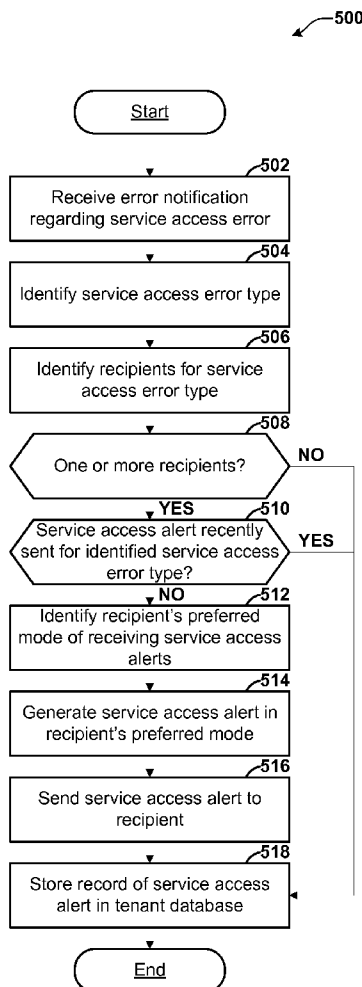 500
Start
502
Receive error notification
regarding service access error
504
Identify service access error type
506
Identify recipients for service
access error type
508
One or more recipients?
NO
YES
510
Service access alert recently
sent for identified service access
error type?
YES
NO
512
Identify recipient's preferred
mode of receiving service access
alerts
514
Generate service access alert in
recipient's preferred mode
516
Send service access alert to
recipient
518
Store record of service access
alert in tenant database
End